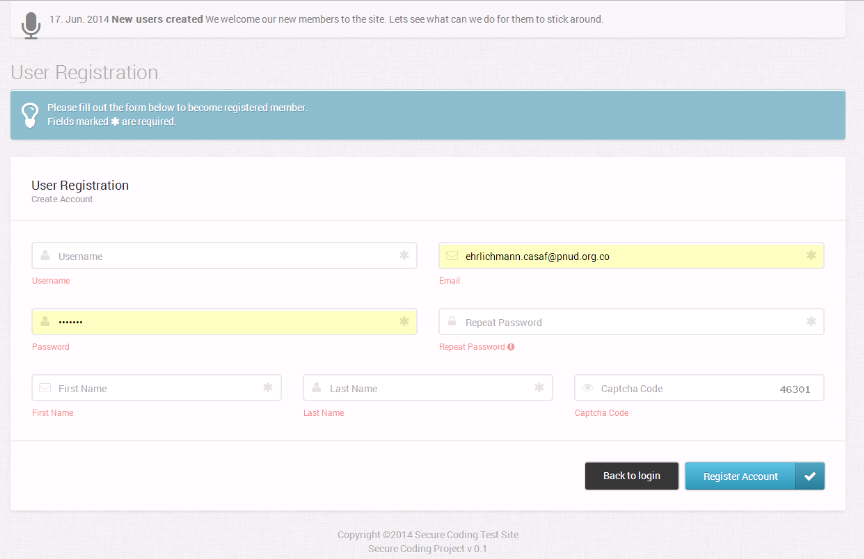 17. Jun. 2014 New users created We welcome our new members to the site. Lets see what can we do for them to stick around.
User Registration
Please fill out the form below to become registered member.
Fields marked ✱ are required.
User Registration
Create Account
Username ✱
ehrlichmann.casaf@pnud.org.co ✱
Username
Email
••••••• ✱
Repeat Password ✱
Password
Repeat Password
First Name ✱
Last Name ✱
Captcha Code 46301
First Name
Last Name
Captcha Code
Back to login
Register Account
Copyright ©2014 Secure Coding Test Site
Secure Coding Project v 0.1